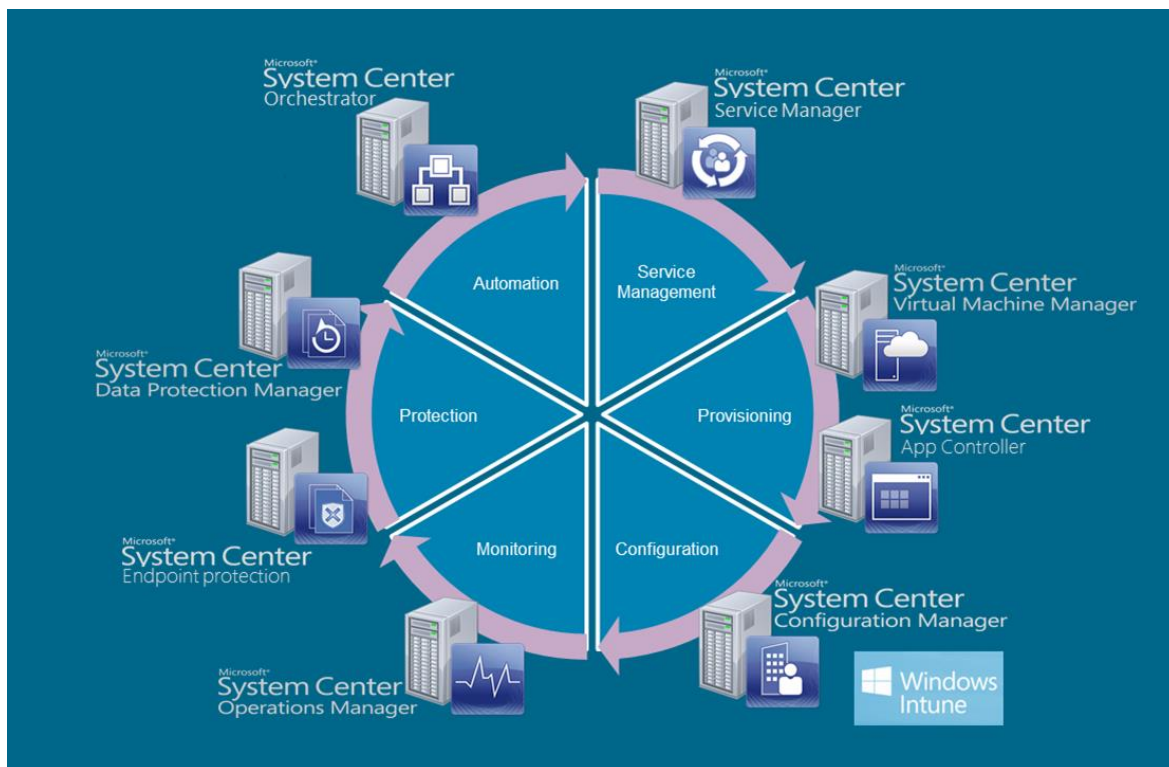 Microsoft®
System Center
Orchestrator
Microsoft®
System Center
Service Manager
Microsoft®
System Center
Virtual Machine Manager
Microsoft®
System Center
App Controller
Microsoft®
System Center
Configuration Manager
Windows
Intune
Microsoft®
System Center
Operations Manager
Microsoft®
System Center
Endpoint protection
Microsoft®
System Center
Data Protection Manager
Automation
Service
Management
Protection
Provisioning
Monitoring
Configuration